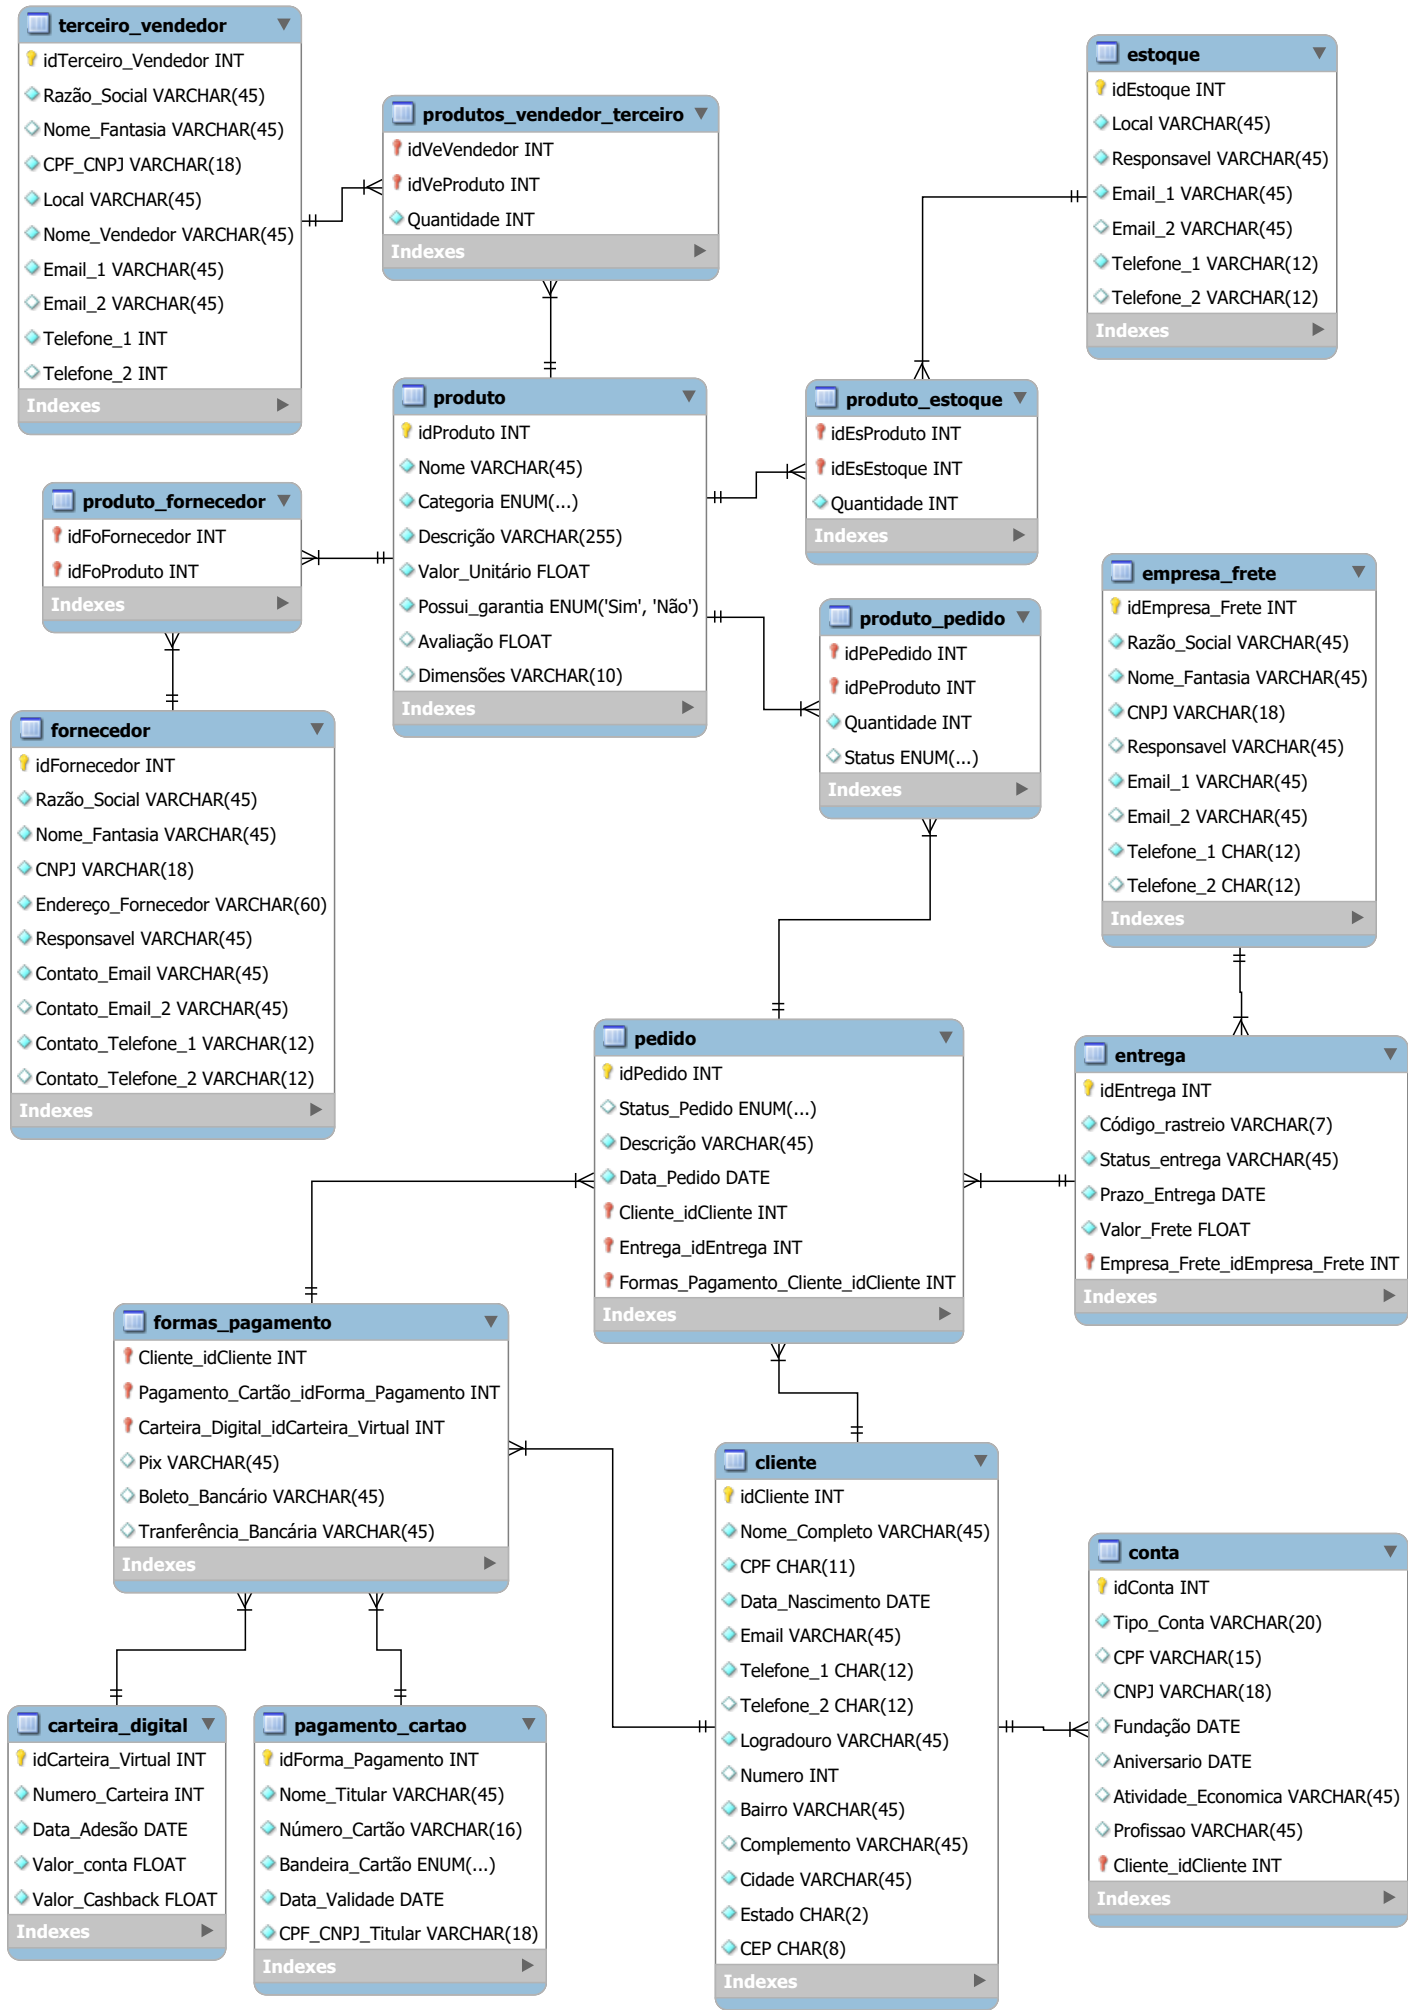 terceiro_vendedor
idTerceiro_Vendedor INT
Razão_Social VARCHAR(45)
Nome_Fantasia VARCHAR(45)
CPF_CNPJ VARCHAR(18)
Local VARCHAR(45)
Nome_Vendedor VARCHAR(45)
Email_1 VARCHAR(45)
Email_2 VARCHAR(45)
Telefone_1 INT
Telefone_2 INT
Indexes
produtos_vendedor_terceiro
idVeVendedor INT
idVeProduto INT
Quantidade INT
Indexes
estoque
idEstoque INT
Local VARCHAR(45)
Responsavel VARCHAR(45)
Email_1 VARCHAR(45)
Email_2 VARCHAR(45)
Telefone_1 VARCHAR(12)
Telefone_2 VARCHAR(12)
Indexes
produto
idProduto INT
Nome VARCHAR(45)
Categoria ENUM(...)
Descrição VARCHAR(255)
Valor_Unitário FLOAT
Possui_garantia ENUM('Sim', 'Não')
Avaliação FLOAT
Dimensões VARCHAR(10)
Indexes
produto_estoque
idEsProduto INT
idEsEstoque INT
Quantidade INT
Indexes
produto_fornecedor
idFoFornecedor INT
idFoProduto INT
Indexes
empresa_frete
idEmpresa_Frete INT
Razão_Social VARCHAR(45)
Nome_Fantasia VARCHAR(45)
CNPJ VARCHAR(18)
Responsavel VARCHAR(45)
Email_1 VARCHAR(45)
Email_2 VARCHAR(45)
Telefone_1 CHAR(12)
Telefone_2 CHAR(12)
Indexes
produto_pedido
idPePedido INT
idPeProduto INT
Quantidade INT
Status ENUM(...)
Indexes
fornecedor
idFornecedor INT
Razão_Social VARCHAR(45)
Nome_Fantasia VARCHAR(45)
CNPJ VARCHAR(18)
Endereço_Fornecedor VARCHAR(60)
Responsavel VARCHAR(45)
Contato_Email VARCHAR(45)
Contato_Email_2 VARCHAR(45)
Contato_Telefone_1 VARCHAR(12)
Contato_Telefone_2 VARCHAR(12)
Indexes
pedido
idPedido INT
Status_Pedido ENUM(...)
Descrição VARCHAR(45)
Data_Pedido DATE
Cliente_idCliente INT
Entrega_idEntrega INT
Formas_Pagamento_Cliente_idCliente INT
Indexes
entrega
idEntrega INT
Código_rastreio VARCHAR(7)
Status_entrega VARCHAR(45)
Prazo_Entrega DATE
Valor_Frete FLOAT
Empresa_Frete_idEmpresa_Frete INT
Indexes
formas_pagamento
Cliente_idCliente INT
Pagamento_Cartão_idForma_Pagamento INT
Carteira_Digital_idCarteira_Virtual INT
Pix VARCHAR(45)
Boleto_Bancário VARCHAR(45)
Tranferência_Bancária VARCHAR(45)
Indexes
cliente
idCliente INT
Nome_Completo VARCHAR(45)
CPF CHAR(11)
Data_Nascimento DATE
Email VARCHAR(45)
Telefone_1 CHAR(12)
Telefone_2 CHAR(12)
Logradouro VARCHAR(45)
Numero INT
Bairro VARCHAR(45)
Complemento VARCHAR(45)
Cidade VARCHAR(45)
Estado CHAR(2)
CEP CHAR(8)
Indexes
conta
idConta INT
Tipo_Conta VARCHAR(20)
CPF VARCHAR(15)
CNPJ VARCHAR(18)
Fundação DATE
Aniversario DATE
Atividade_Economica VARCHAR(45)
Profissao VARCHAR(45)
Cliente_idCliente INT
Indexes
carteira_digital
idCarteira_Virtual INT
Numero_Carteira INT
Data_Adesão DATE
Valor_conta FLOAT
Valor_Cashback FLOAT
Indexes
pagamento_cartao
idForma_Pagamento INT
Nome_Titular VARCHAR(45)
Número_Cartão VARCHAR(16)
Bandeira_Cartão ENUM(...)
Data_Validade DATE
CPF_CNPJ_Titular VARCHAR(18)
Indexes